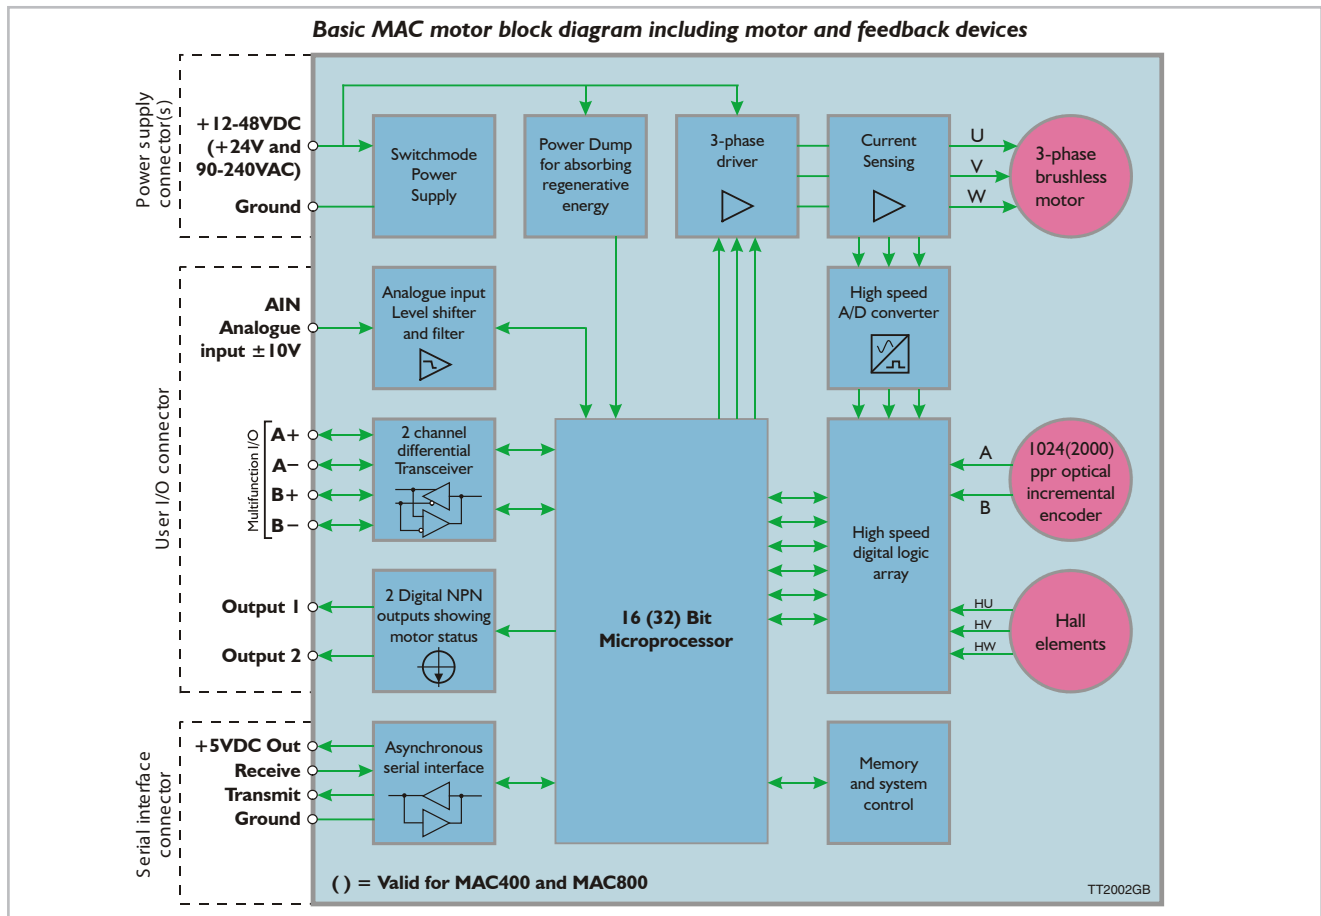 Basic MAC motor block diagram including motor and feedback devices
Power supply
connector(s)
+12-48VDC
(+24V and
90-240VAC)
Ground
Switchmode
Power
Supply
Power Dump
for absorbing
regenerative
energy
3-phase
driver
Current
Sensing
U
V
W
3-phase
brushless
motor
User I/O connector
AIN
Analogue
input ±10V
Analogue input
Level shifter
and filter
High speed
A/D converter
Multifunction I/O
A+
A−
B+
B−
2 channel
differential
Transceiver
16 (32) Bit
Microprocessor
High speed
digital logic
array
A
B
1024(2000)
ppr optical
incremental
encoder
Output 1
Output 2
2 Digital NPN
outputs showing
motor status
HU
HV
HW
Hall
elements
Serial interface
connector
+5VDC Out
Receive
Transmit
Ground
Asynchronous
serial interface
Memory
and system
control
( ) = Valid for MAC400 and MAC800
TT2002GB